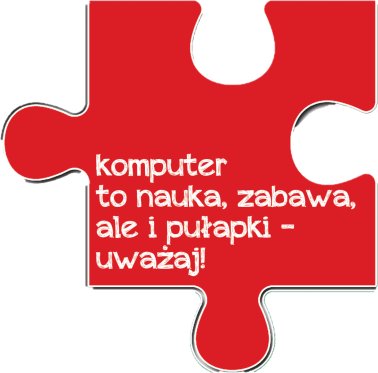 komputer
to nauka, zabawa,
ale i pułapki -
uważaj!